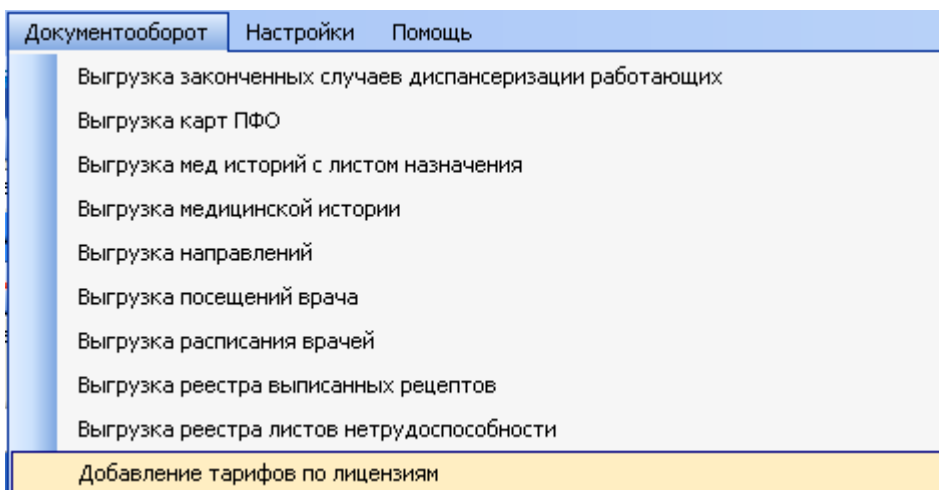 Документооборот Настройки Помощь
Выгрузка законченных случаев диспансеризации работающих
Выгрузка карт ПФО
Выгрузка мед историй с листом назначения
Выгрузка медицинской истории
Выгрузка направлений
Выгрузка посещений врача
Выгрузка расписания врачей
Выгрузка реестра выписанных рецептов
Выгрузка реестра листов нетрудоспособности
Добавление тарифов по лицензиям